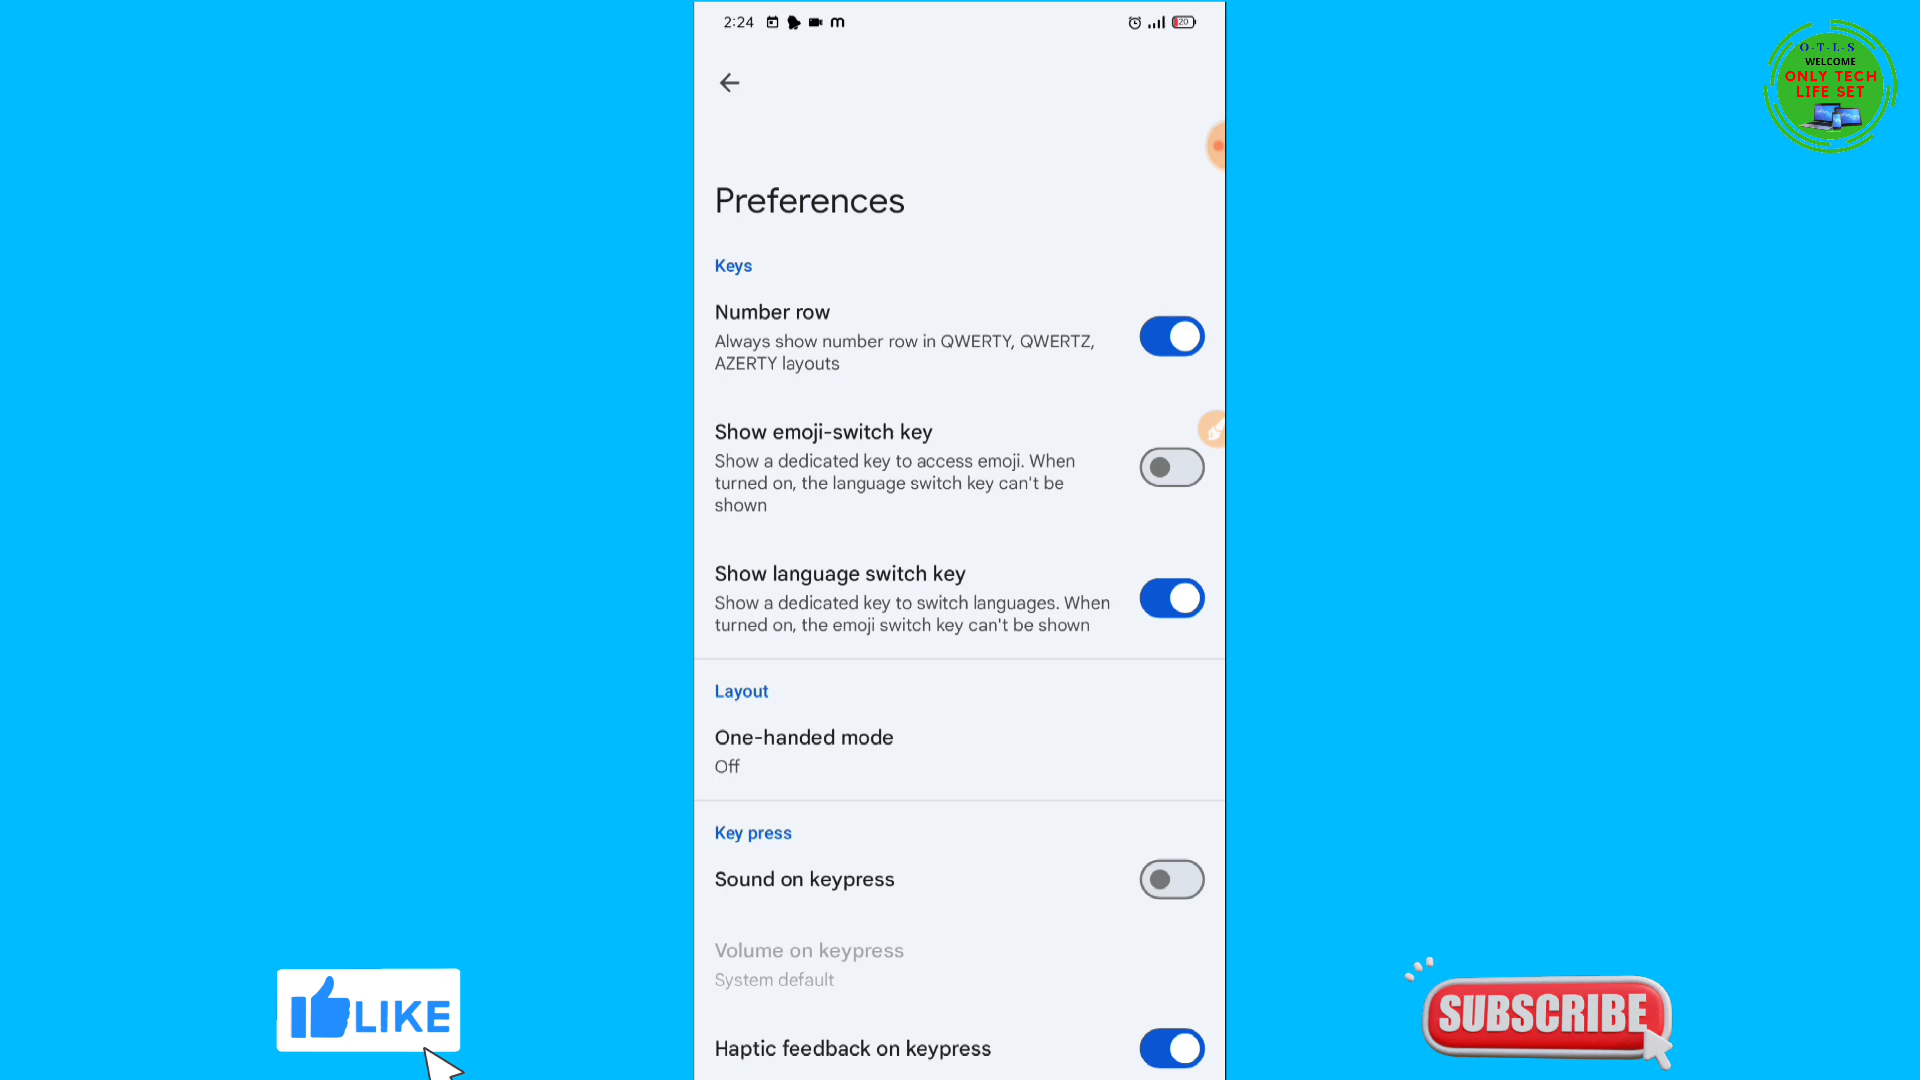 2:24
20
O-T-L-S
WELCOME
ONLY TECH
LIFE SET
Preferences
Keys
Number row
Always show number row in QWERTY, QWERTZ,
AZERTY layouts
Show emoji-switch key
Show a dedicated key to access emoji. When
turned on, the language switch key can't be
shown
Show language switch key
Show a dedicated key to switch languages. When
turned on, the emoji switch key can't be shown
Layout
One-handed mode
Off
Key press
Sound on keypress
Volume on keypress
System default
Haptic feedback on keypress
LIKE
SUBSCRIBE